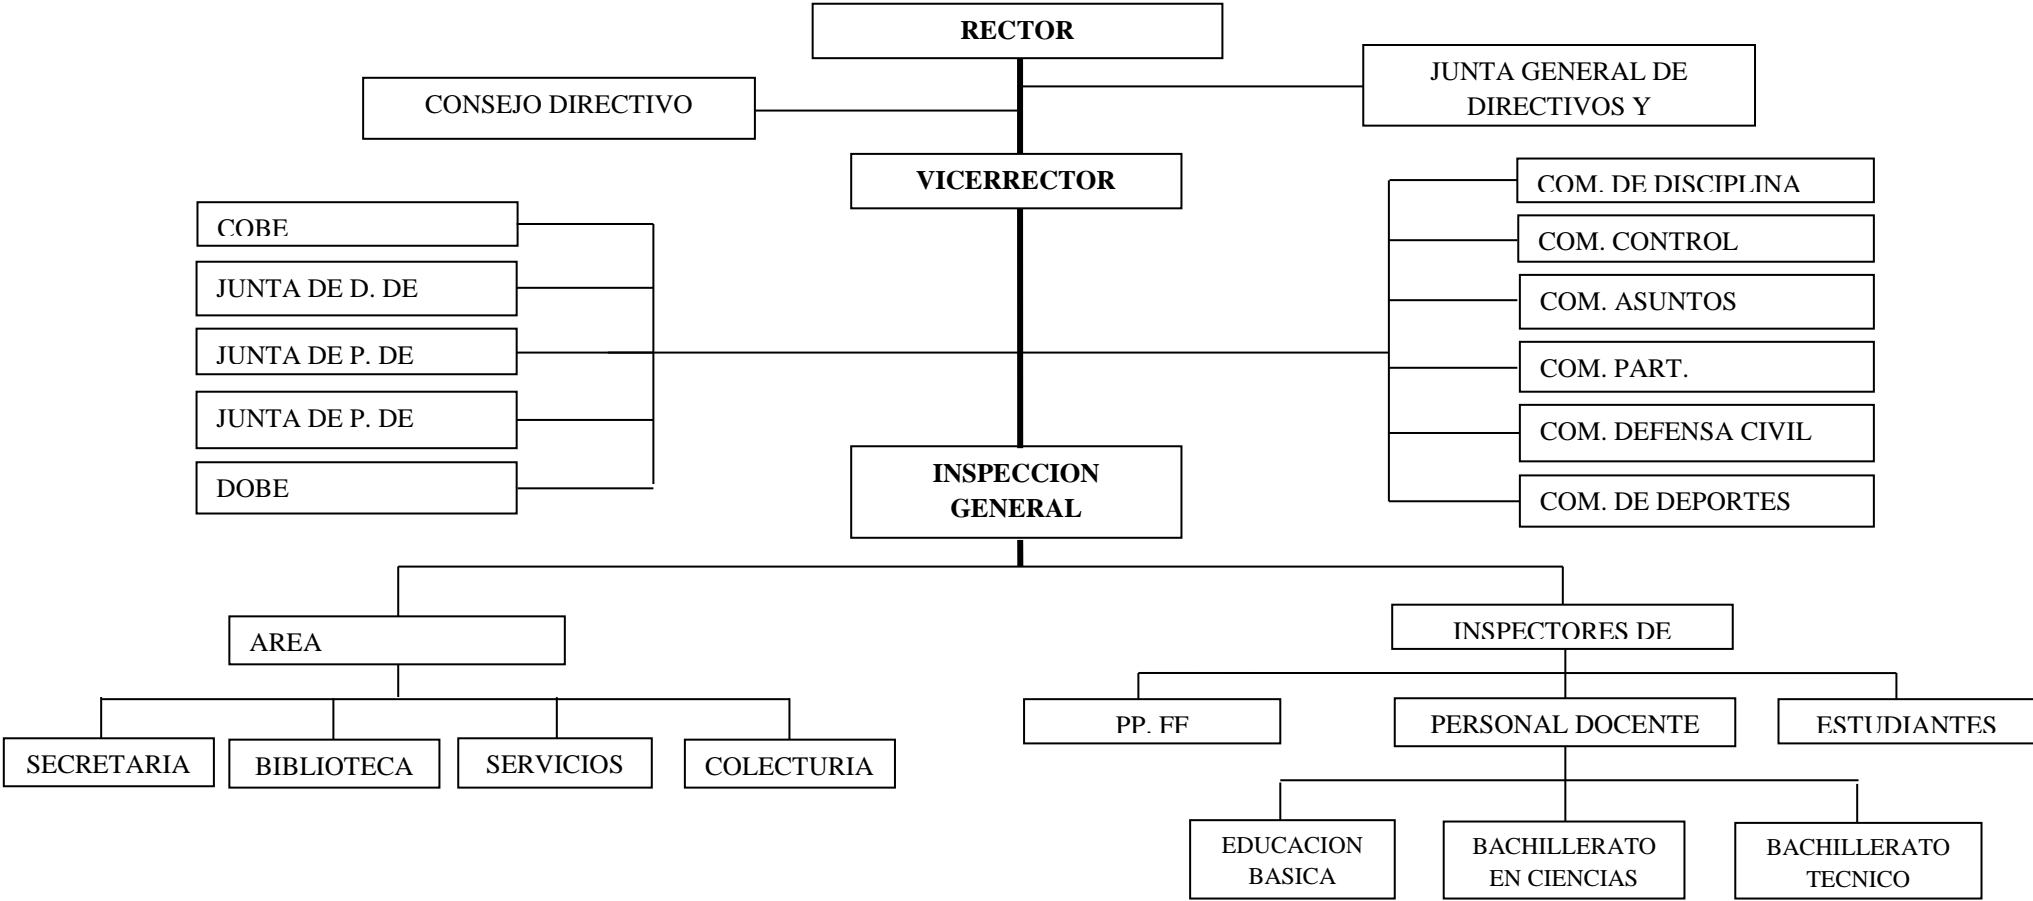 RECTOR
JUNTA GENERAL DE
DIRECTIVOS Y
CONSEJO DIRECTIVO
VICERRECTOR
COM. DE DISCIPLINA
COM. CONTROL
COM. ASUNTOS
COM. PART.
COM. DEFENSA CIVIL
COM. DE DEPORTES
COBE
JUNTA DE D. DE
JUNTA DE P. DE
JUNTA DE P. DE
DOBE
INSPECCION
GENERAL
AREA
INSPECTORES DE
SECRETARIA
BIBLIOTECA
SERVICIOS
COLECTURIA
PP. FF
PERSONAL DOCENTE
ESTUDIANTES
EDUCACION
BASICA
BACHILLERATO
EN CIENCIAS
BACHILLERATO
TECNICO